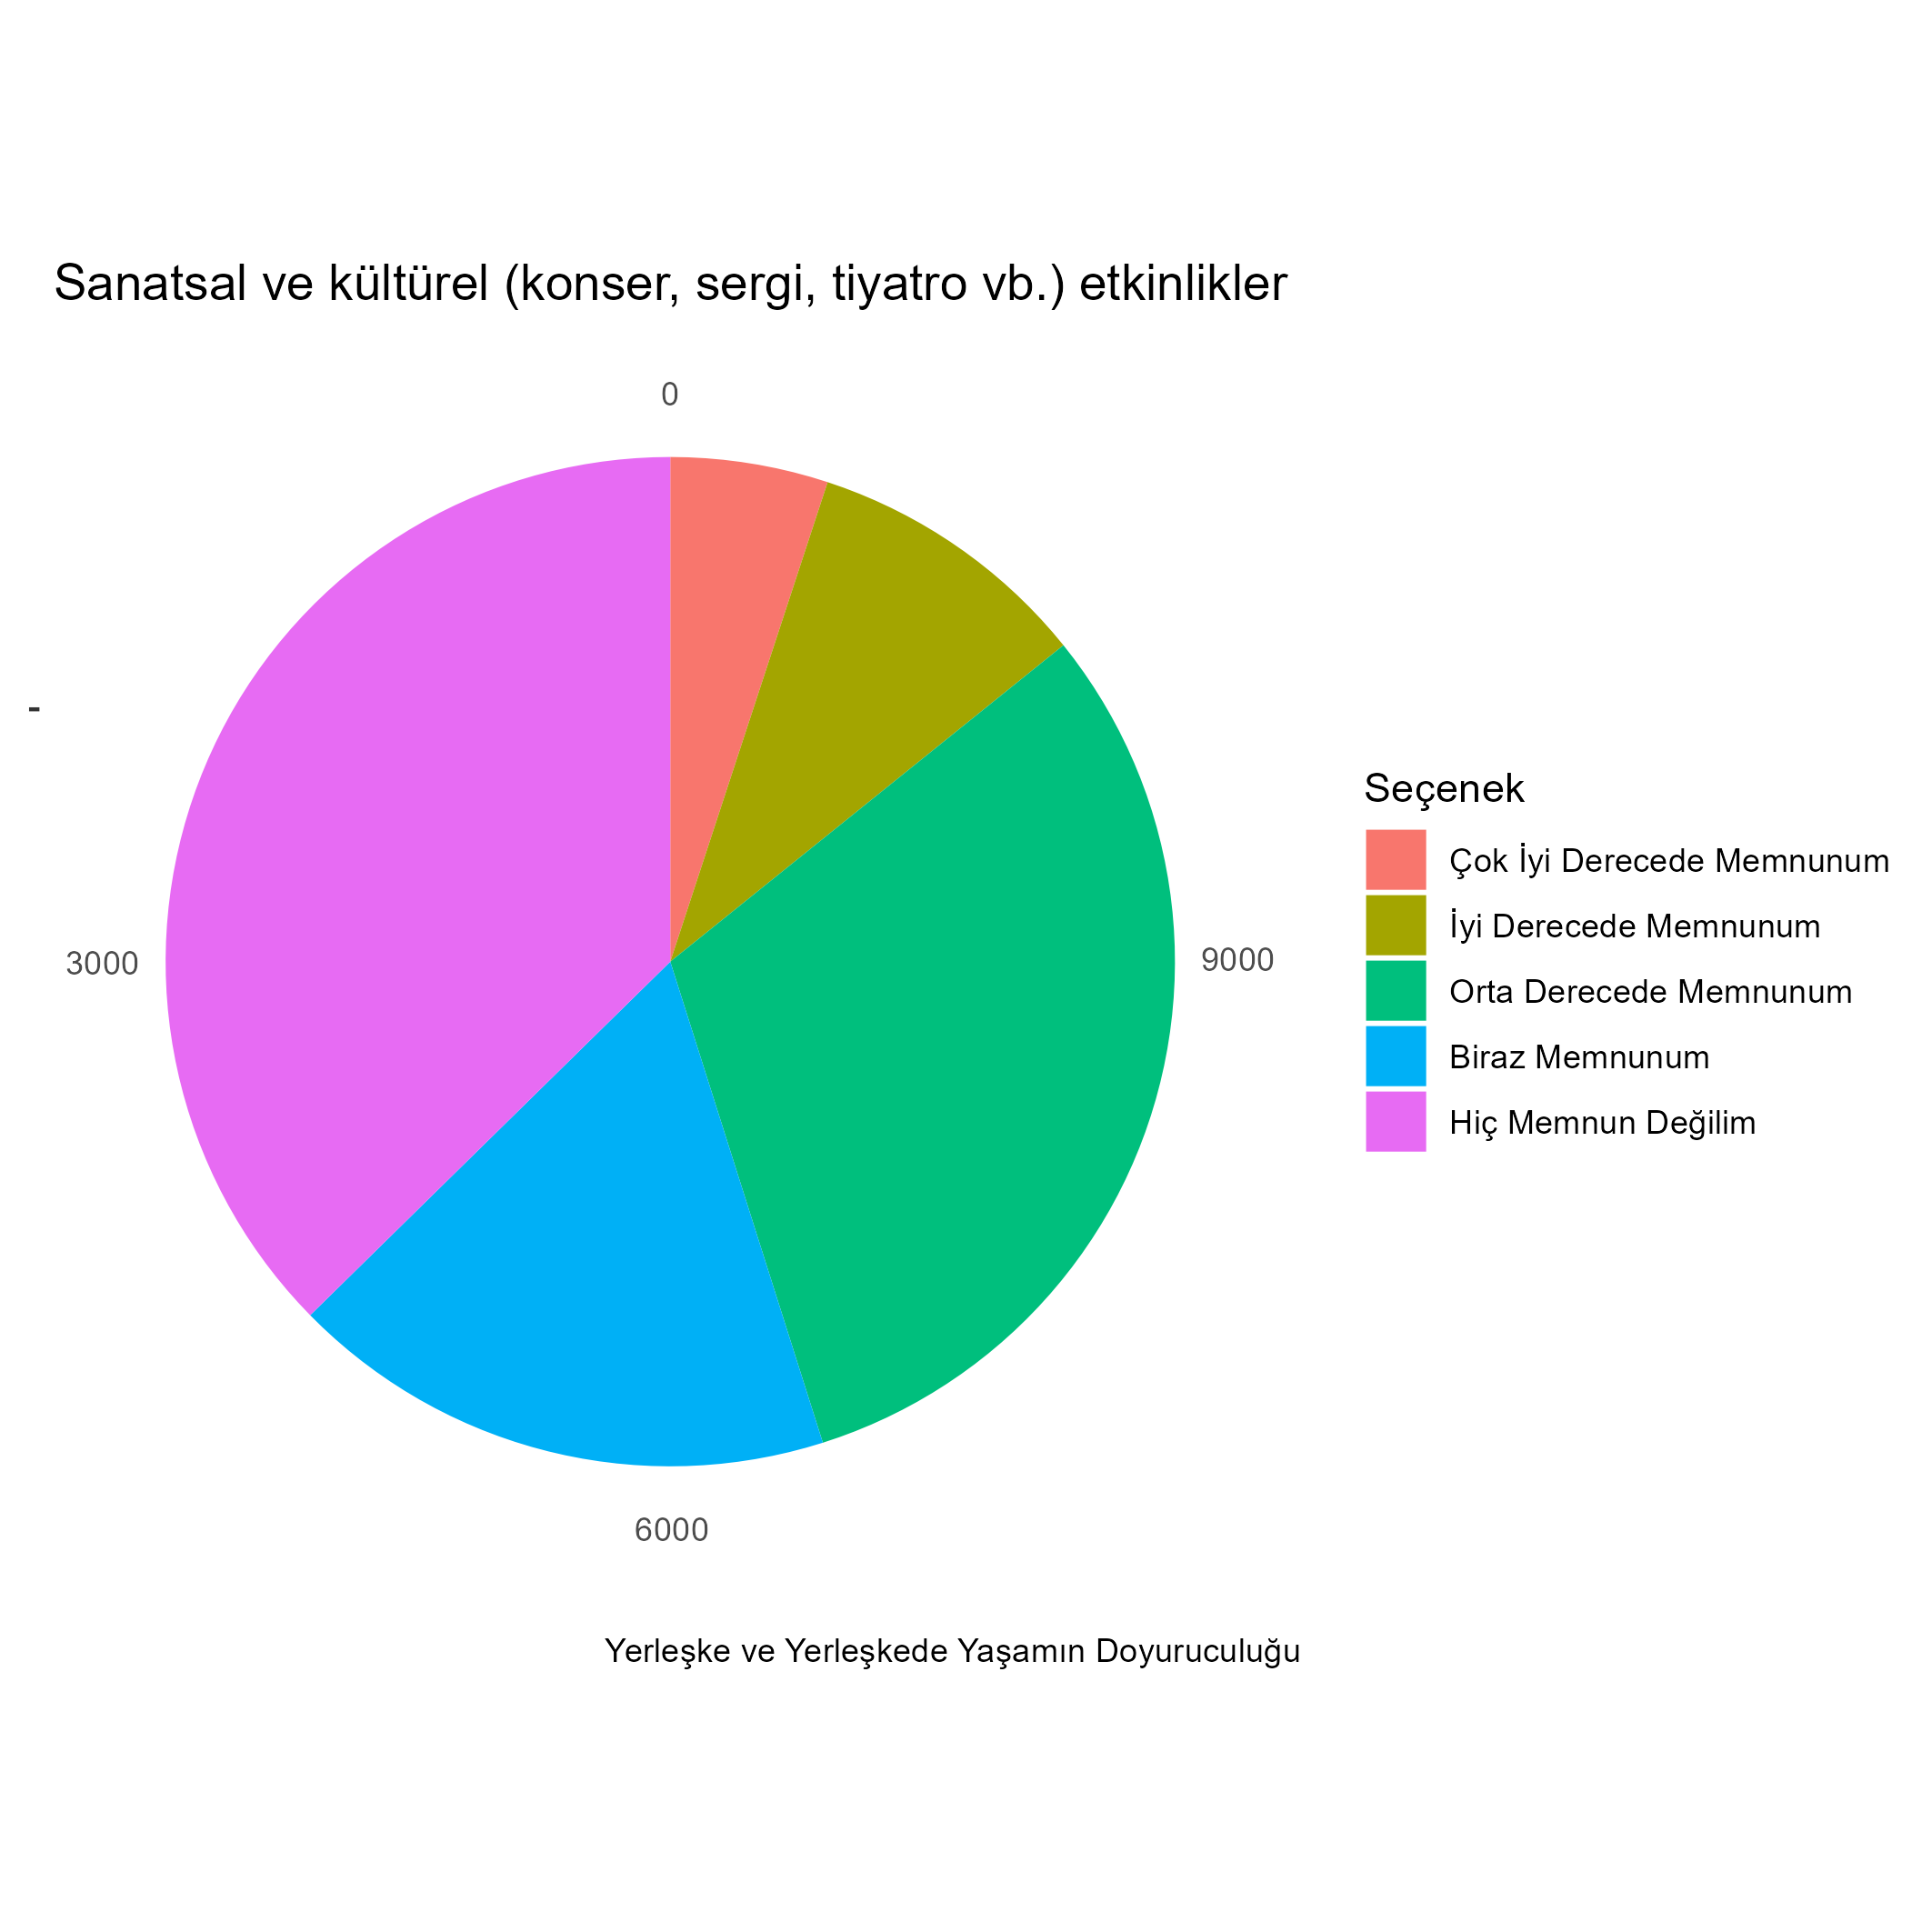 Sanatsal ve kültürel (konser, sergi, tiyatro vb.) etkinlikler
0
-
3000
9000
6000
Seçenek
Çok İyi Derecede Memnunum
İyi Derecede Memnunum
Orta Derecede Memnunum
Biraz Memnunum
Hiç Memnun Değilim
Yerleşke ve Yerleşkede Yaşamın Doyuruculuğu